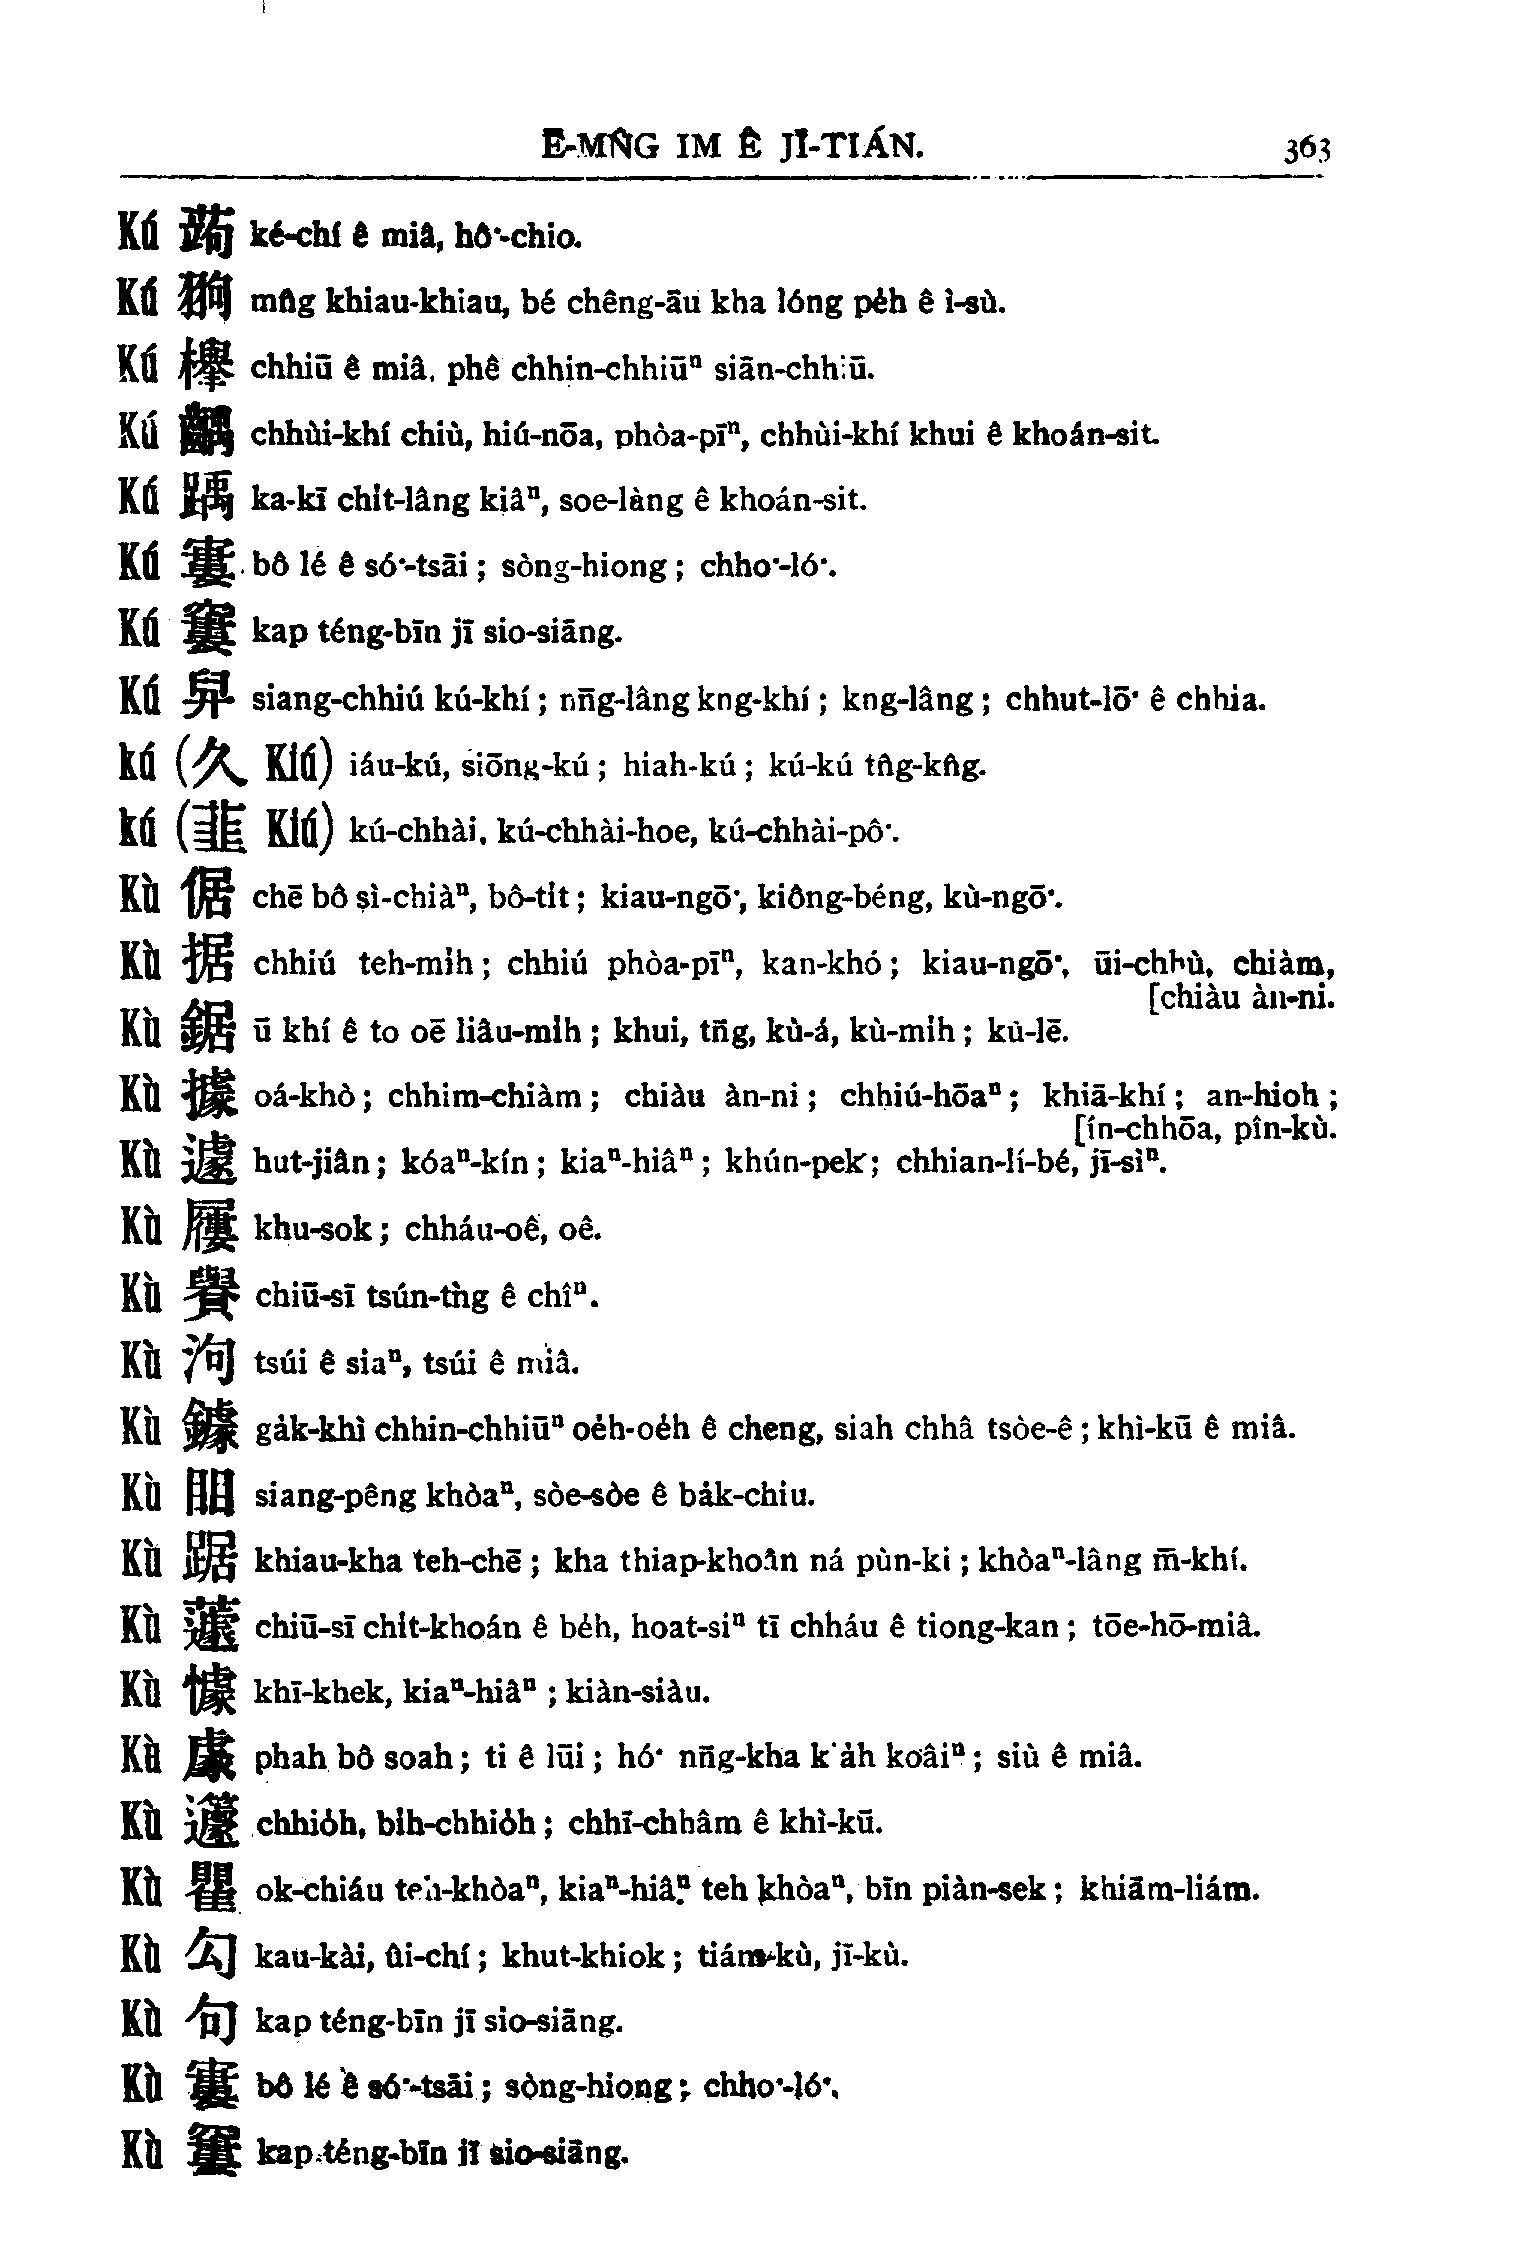 Ē-MN̂G IM Ê JĪ-TIÁN. 363
Kú 蒟 ké-chí ê miâ, hô͘-chio.
Kú 豿 mn̂g khiau-khiau, bé chêng-āu kha lóng pe̍h ê ì-sù.
Kú 櫸 chhiū ê miâ, phê chhin-chhiūⁿ siān-chhiū.
Kú 齲 chhùi-khí chiù, hiú-nōa, phòa-pīⁿ, chhùi-khí khui ê khoán-sit.
Kú 踽 ka-kī chi̍t-lâng kiâⁿ, soe-làng ê khoán-sit.
Kú 寠 bô lé ê só͘-tsāi; sòng-hiong; chho͘-ló͘.
Kú 窶 kap téng-bīn jī sio-siāng.
Kú 舁 siang-chhiú kú-khí; nn̄g-lâng kng-khí; kng-lâng; chhut-lō͘ ê chhia.
kú (久 Kiú) iáu-kú, siōng-kú; hiah-kú; kú-kú tn̂g-kn̂g.
kú (韮 Kiú) kú-chhài, kú-chhài-hoe, kú-chhài-pô͘.
Kù 倨 chē bô sì-chiàⁿ, bô-ti̍t; kiau-ngō͘, kiông-béng, kù-ngō͘.
Kù 据 chhiú teh-mi̍h; chhiú phòa-pīⁿ, kan-khó; kiau-ngō͘, ūi-chhù, chiàm,
[chiàu àn-ni.
Kù 鋸 ū khí ê to oē liâu-mi̍h; khui, tn̄g, kù-á, kù-mi̍h; kù-lē.
Kù 據 oá-khò; chhim-chiàm; chiàu àn-ni; chhiú-hōaⁿ; khiā-khí; an-hioh;
[ín-chhōa, pîn-kù.
Kù 遽 hut-jiân; kóaⁿ-kín; kiaⁿ-hiâⁿ; khún-pek; chhian-lí-bé, jī-sìⁿ.
Kù 屨 khu-sok; chháu-oê, oê.
Kù 貜 chiū-sī tsún-tǹg ê chîⁿ.
Kù 泃 tsúi ê siaⁿ, tsúi ê miâ.
Kù 鐻 ga̍k-khì chhin-chhiūⁿ oe̍h-oe̍h ê cheng, siah chhâ tsòe-ê; khì-kū ê miâ.
Kù 䀠 siang-pêng khòaⁿ, sòe-sòe ê ba̍k-chiu.
Kù 踞 khiau-kha teh-chē; kha thiap-khoân ná pùn-ki; khòaⁿ-lâng m̄-khí.
Kù 蘧 chiū-sī chi̍t-khoán ê be̍h, hoat-siⁿ tī chháu ê tiong-kan; tōe-hō-miâ.
Kù 懅 khī-khek, kiaⁿ-hiâⁿ; kiàn-siàu.
Kù 豦 phah bô soah; ti ê lūi; hó͘ nn̄g-kha k'a̍h koâiⁿ; siù ê miâ.
Kù 籧 chhio̍h, bi̍h-chhio̍h; chhī-chhâm ê khì-kū.
Kù 瞿 ok-chiáu teh-khòaⁿ, kiaⁿ-hiâⁿ teh khòaⁿ, bīn piàn-sek; khiām-liám.
Kù 勾 kau-kài, ûi-chí; khut-khiok; tiám-kù, jī-kù.
Kù 句 kap téng-bīn jī sio-siāng.
Kù 寠 bô lé ê só͘-tsāi; sòng-hiong; chho͘-ló͘.
Kù 窶 kap téng-bīn jī sio-siāng.